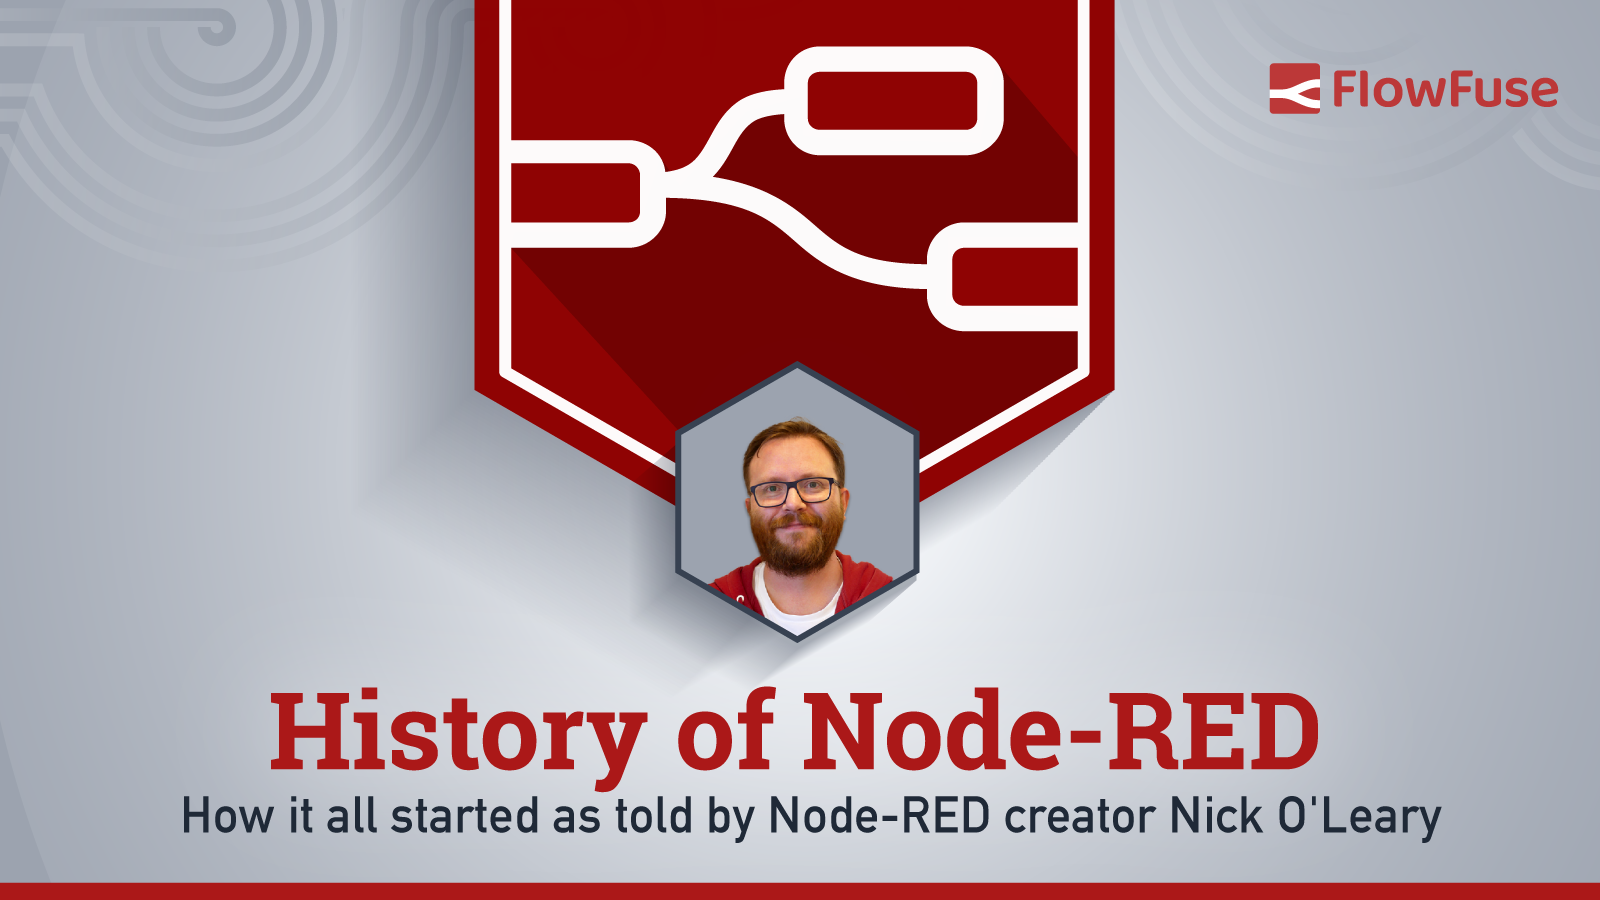 FlowFuse
History of Node-RED
How it all started as told by Node-RED creator Nick O'Leary